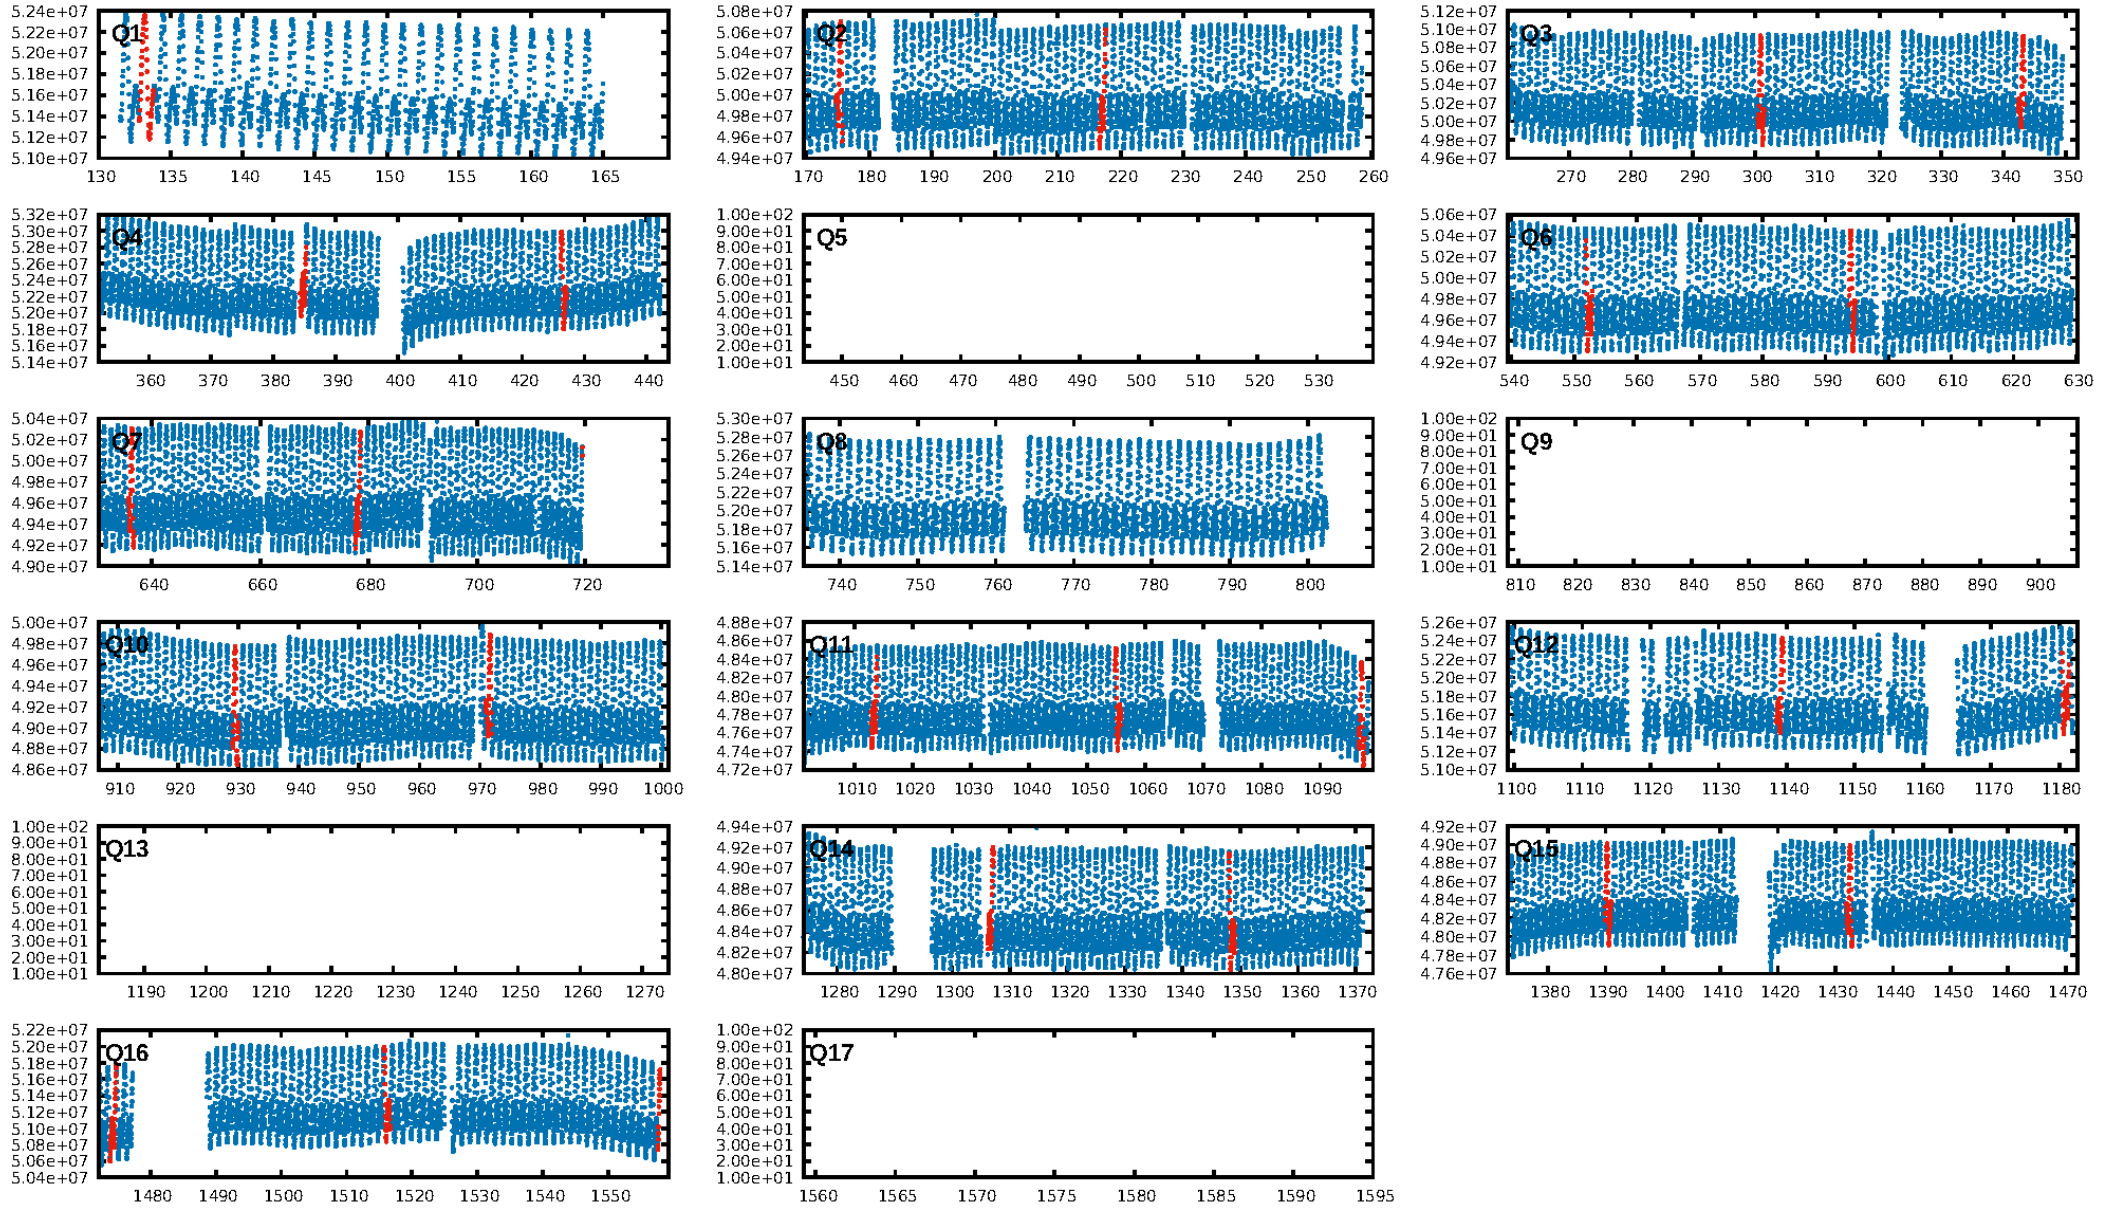 Q1
5.24e+07
5.22e+07
5.20e+07
5.18e+07
5.16e+07
5.14e+07
5.12e+07
5.10e+07
130 135 140 145 150 155 160 165
Q2
5.08e+07
5.06e+07
5.04e+07
5.02e+07
5.00e+07
4.98e+07
4.96e+07
4.94e+07
170 180 190 200 210 220 230 240 250 260
Q3
5.12e+07
5.10e+07
5.08e+07
5.06e+07
5.04e+07
5.02e+07
5.00e+07
4.98e+07
4.96e+07
270 280 290 300 310 320 330 340 350
Q4
5.32e+07
5.30e+07
5.28e+07
5.26e+07
5.24e+07
5.22e+07
5.20e+07
5.18e+07
5.16e+07
5.14e+07
360 370 380 390 400 410 420 430 440
Q5
1.00e+02
9.00e+01
8.00e+01
7.00e+01
6.00e+01
5.00e+01
4.00e+01
3.00e+01
2.00e+01
1.00e+01
450 460 470 480 490 500 510 520 530
Q6
5.06e+07
5.04e+07
5.02e+07
5.00e+07
4.98e+07
4.96e+07
4.94e+07
4.92e+07
540 550 560 570 580 590 600 610 620 630
Q7
5.04e+07
5.02e+07
5.00e+07
4.98e+07
4.96e+07
4.94e+07
4.92e+07
4.90e+07
640 660 680 700 720
Q8
5.30e+07
5.28e+07
5.26e+07
5.24e+07
5.22e+07
5.20e+07
5.18e+07
5.16e+07
5.14e+07
740 750 760 770 780 790 800
Q9
1.00e+02
9.00e+01
8.00e+01
7.00e+01
6.00e+01
5.00e+01
4.00e+01
3.00e+01
2.00e+01
1.00e+01
810 820 830 840 850 860 870 880 890 900
Q10
5.00e+07
4.98e+07
4.96e+07
4.94e+07
4.92e+07
4.90e+07
4.88e+07
4.86e+07
910 920 930 940 950 960 970 980 990 1000
Q11
4.88e+07
4.86e+07
4.84e+07
4.82e+07
4.80e+07
4.78e+07
4.76e+07
4.74e+07
4.72e+07
1010 1020 1030 1040 1050 1060 1070 1080 1090
Q12
5.26e+07
5.24e+07
5.22e+07
5.20e+07
5.18e+07
5.16e+07
5.14e+07
5.12e+07
5.10e+07
1100 1110 1120 1130 1140 1150 1160 1170 1180
Q13
1.00e+02
9.00e+01
8.00e+01
7.00e+01
6.00e+01
5.00e+01
4.00e+01
3.00e+01
2.00e+01
1.00e+01
1190 1200 1210 1220 1230 1240 1250 1260 1270
Q14
4.94e+07
4.92e+07
4.90e+07
4.88e+07
4.86e+07
4.84e+07
4.82e+07
4.80e+07
1280 1290 1300 1310 1320 1330 1340 1350 1360 1370
Q15
4.92e+07
4.90e+07
4.88e+07
4.86e+07
4.84e+07
4.82e+07
4.80e+07
4.78e+07
4.76e+07
1380 1390 1400 1410 1420 1430 1440 1450 1460 1470
Q16
5.22e+07
5.20e+07
5.18e+07
5.16e+07
5.14e+07
5.12e+07
5.10e+07
5.08e+07
5.06e+07
5.04e+07
1480 1490 1500 1510 1520 1530 1540 1550
Q17
1.00e+02
9.00e+01
8.00e+01
7.00e+01
6.00e+01
5.00e+01
4.00e+01
3.00e+01
2.00e+01
1.00e+01
1560 1565 1570 1575 1580 1585 1590 1595